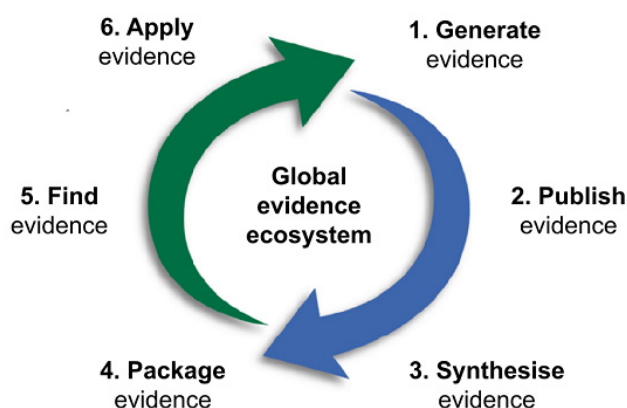 6. Apply
evidence
1. Generate
evidence
5. Find
evidence
Global
evidence
ecosystem
2. Publish
evidence
4. Package
evidence
3. Synthesise
evidence